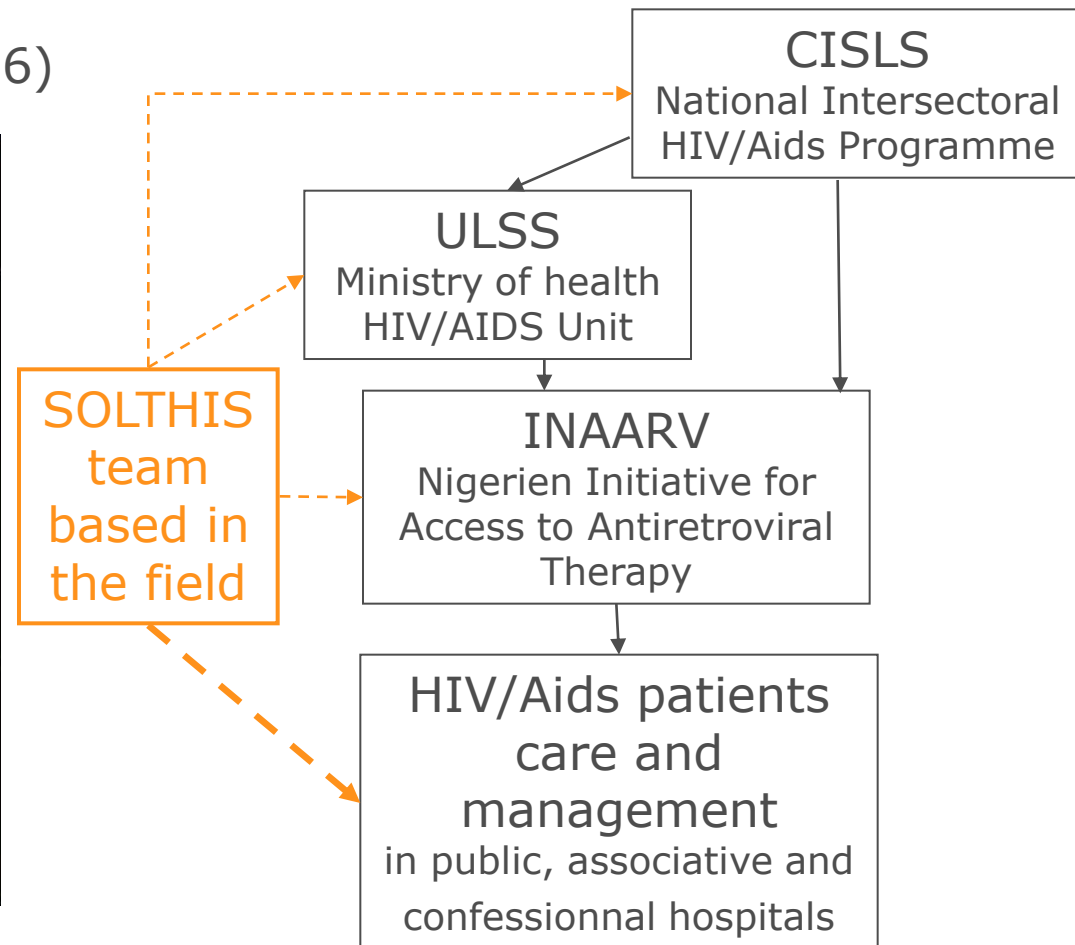 6)
CISLS
National Intersectoral
HIV/Aids Programme
ULSS
Ministry of health
HIV/AIDS Unit
SOLTHIS
team
based in
the field
INAARV
Nigerien Initiative for
Access to Antiretroviral
Therapy
HIV/Aids patients
care and
management
in public, associative and
confessionnal hospitals